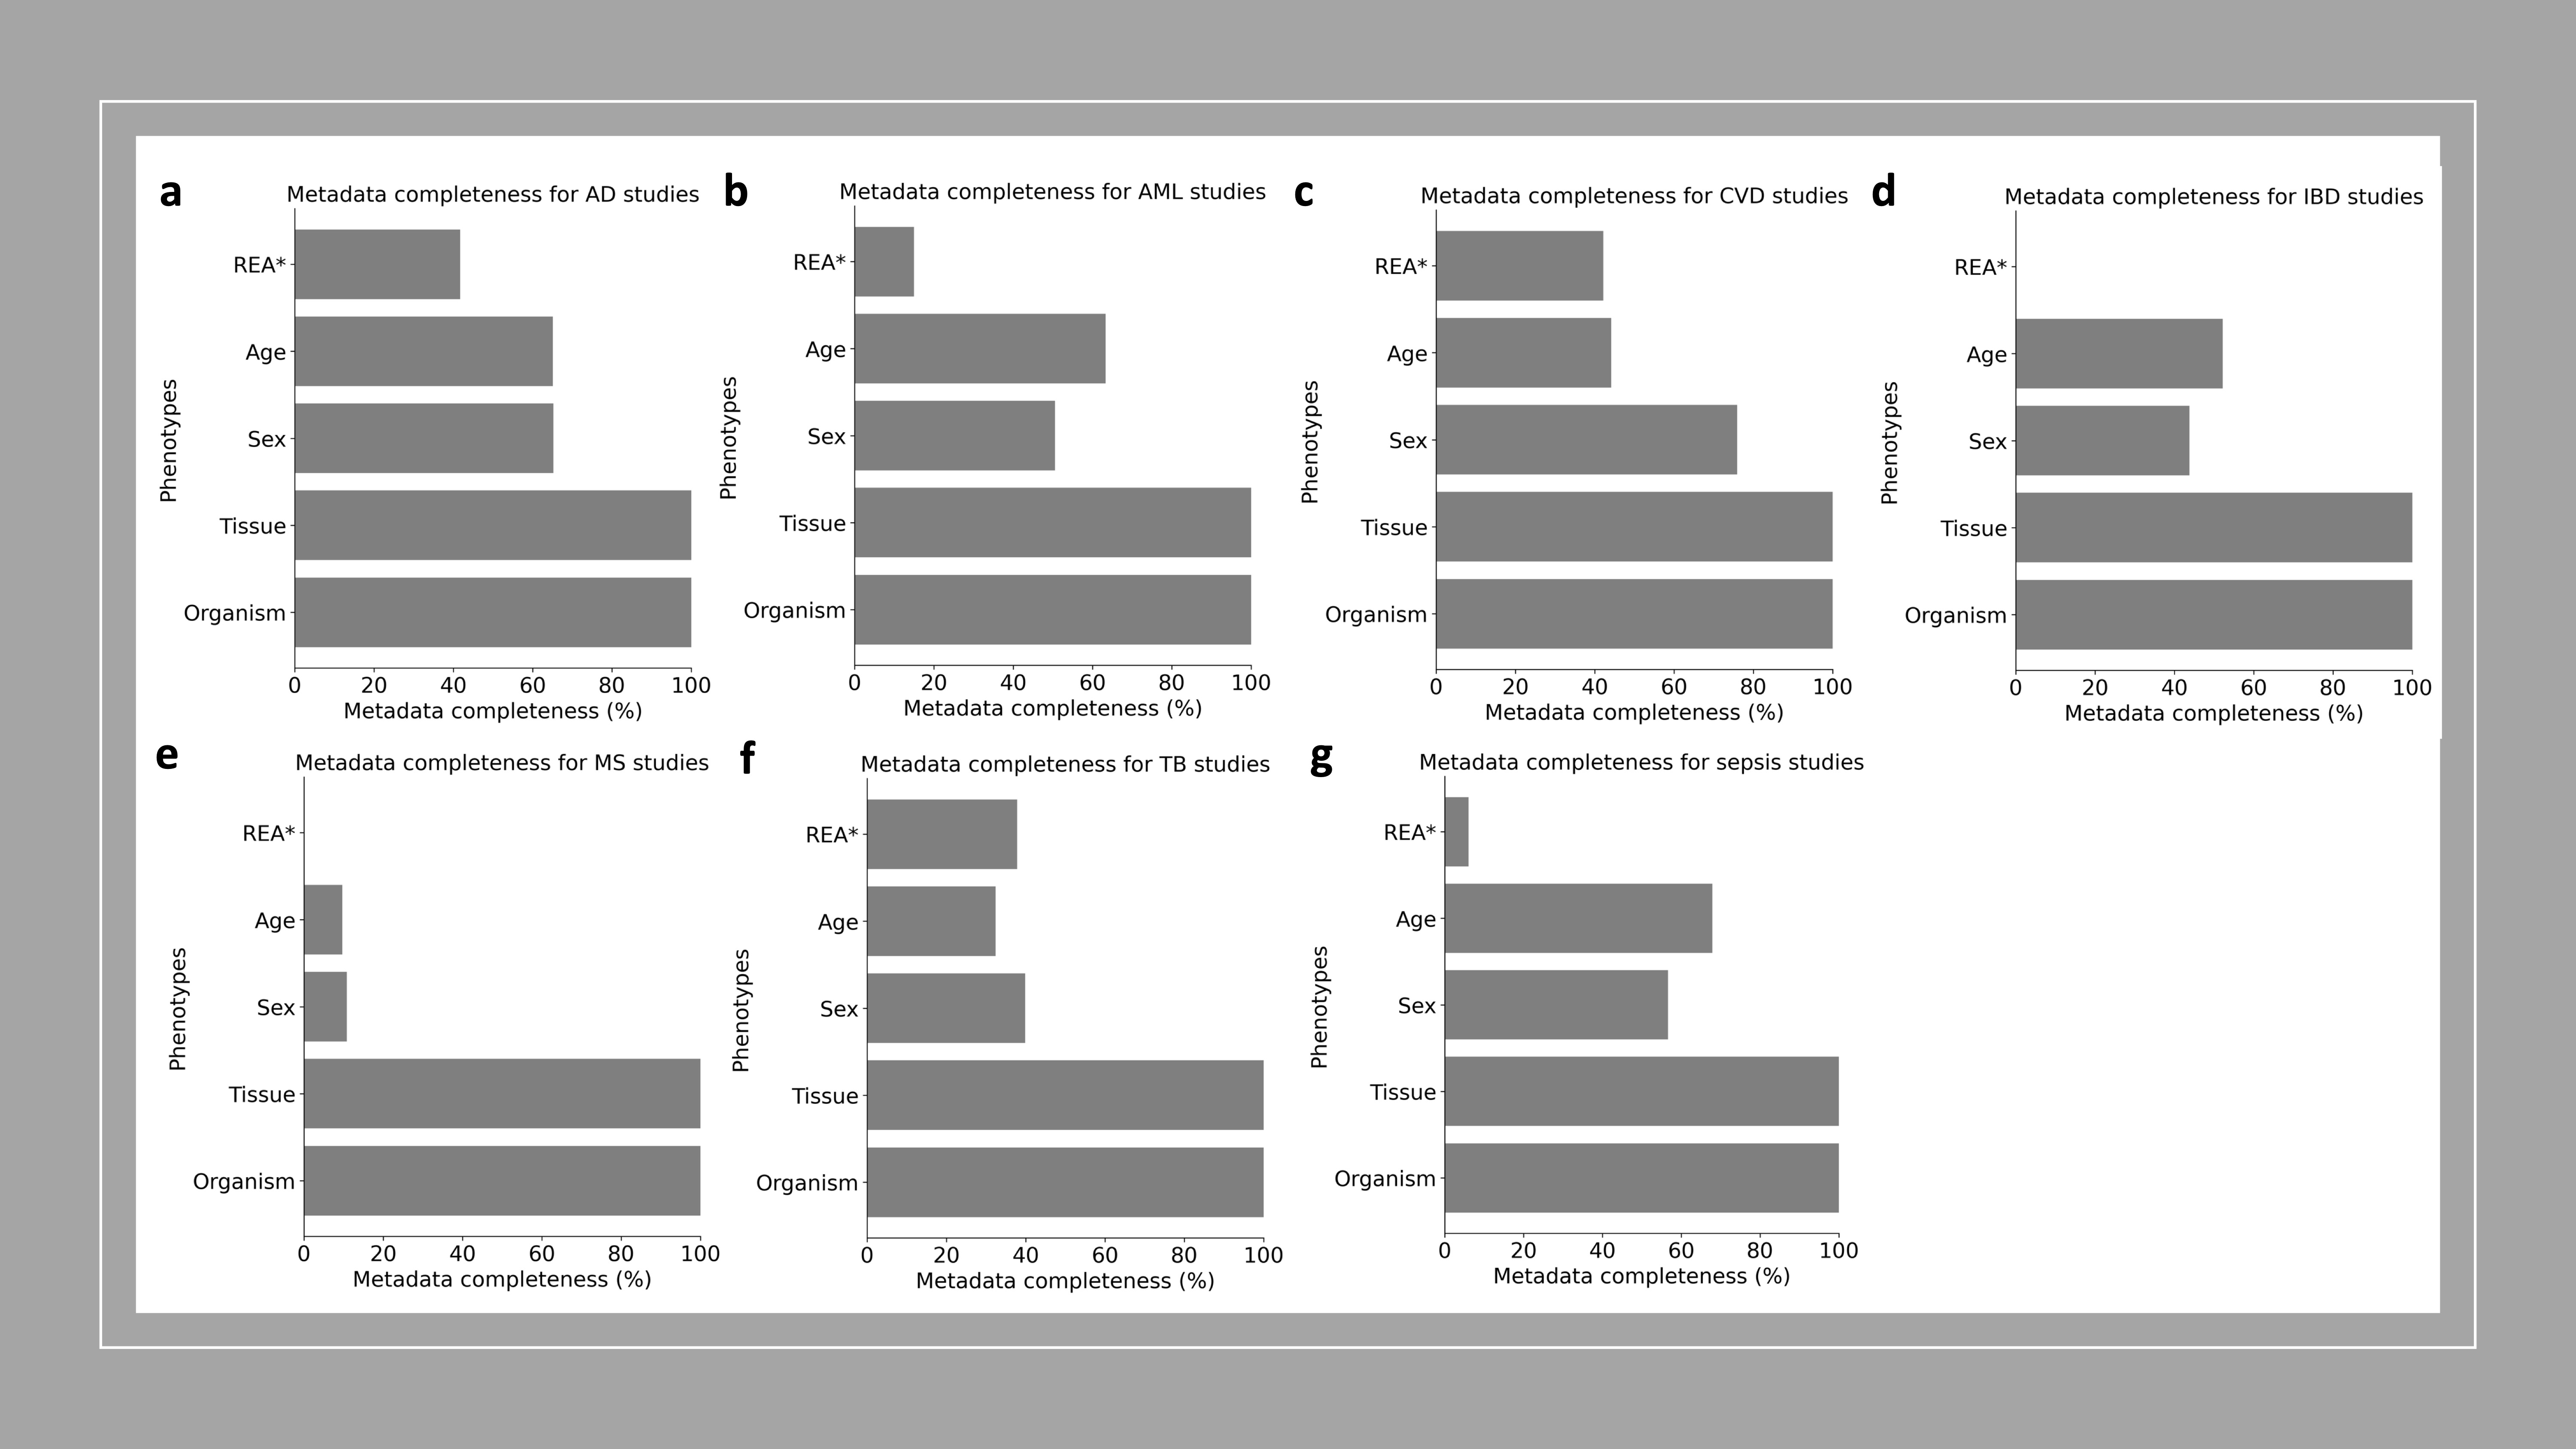 a
Metadata completeness for AD studies
REA*
Age
Sex
Tissue
Organism
Phenotypes
0 20 40 60 80 100
Metadata completeness (%)
b
Metadata completeness for AML studies
REA*
Age
Sex
Tissue
Organism
Phenotypes
0 20 40 60 80 100
Metadata completeness (%)
c
Metadata completeness for CVD studies
REA*
Age
Sex
Tissue
Organism
Phenotypes
0 20 40 60 80 100
Metadata completeness (%)
d
Metadata completeness for IBD studies
REA*
Age
Sex
Tissue
Organism
Phenotypes
0 20 40 60 80 100
Metadata completeness (%)
e
Metadata completeness for MS studies
REA*
Age
Sex
Tissue
Organism
Phenotypes
0 20 40 60 80 100
Metadata completeness (%)
f
Metadata completeness for TB studies
REA*
Age
Sex
Tissue
Organism
Phenotypes
0 20 40 60 80 100
Metadata completeness (%)
g
Metadata completeness for sepsis studies
REA*
Age
Sex
Tissue
Organism
Phenotypes
0 20 40 60 80 100
Metadata completeness (%)